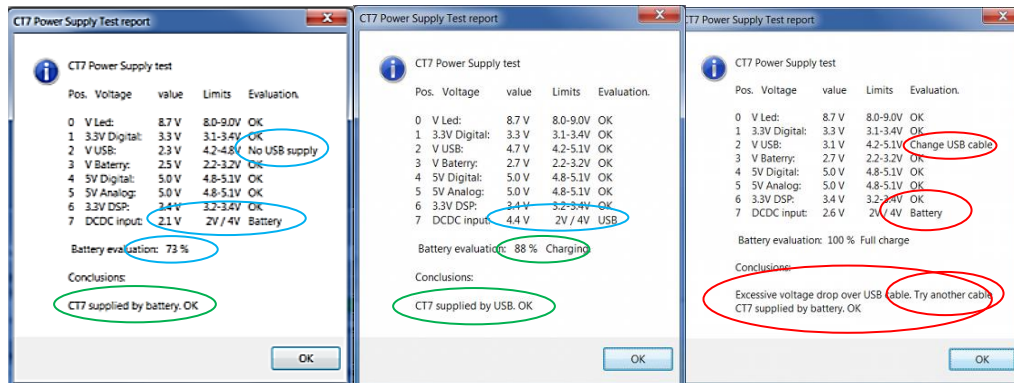 CT7 Power Supply Test report
X
CT7 Power Supply test
Pos. Voltage value Limits Evaluation.
0 V Led: 8.7 V 8.0-9.0V OK
1 3.3V Digital: 3.3 V 3.1-3.4V OK
2 V USB: 2.3 V 4.2-4.8V No USB supply
3 V Baterry: 2.5 V 2.2-3.2V OK
4 5V Digital: 5.0 V 4.8-5.1V OK
5 5V Analog: 5.0 V 4.8-5.1V OK
6 3.3V DSP: 3.4 V 3.2-3.4V OK
7 DCDC input: 2.1 V 2V / 4V Battery
Battery evaluation: 73 %
Conclusions:
CT7 supplied by battery. OK
OK
CT7 Power Supply Test report
X
CT7 Power Supply test
Pos. Voltage value Limits Evaluation.
0 V Led: 8.7 V 8.0-9.0V OK
1 3.3V Digital: 3.3 V 3.1-3.4V OK
2 V USB: 4.7 V 4.2-5.1V OK
3 V Baterry: 2.7 V 2.2-3.2V OK
4 5V Digital: 5.0 V 4.8-5.1V OK
5 5V Analog: 5.0 V 4.8-5.1V OK
6 3.3V DSP: 3.4 V 3.2-3.4V OK
7 DCDC input: 4.4 V 2V / 4V USB
Battery evaluation: 88 % Charging
Conclusions:
CT7 supplied by USB. OK
OK
CT7 Power Supply Test report
X
CT7 Power Supply test
Pos. Voltage value Limits Evaluation.
0 V Led: 8.7 V 8.0-9.0V OK
1 3.3V Digital: 3.3 V 3.1-3.4V OK
2 V USB: 3.1 V 4.2-5.1V Change USB cable
3 V Baterry: 2.7 V 2.2-3.2V OK
4 5V Digital: 5.0 V 4.8-5.1V OK
5 5V Analog: 5.0 V 4.8-5.1V OK
6 3.3V DSP: 3.4 V 3.2-3.4V OK
7 DCDC input: 2.6 V 2V / 4V Battery
Battery evaluation: 100 % Full charge
Conclusions:
Excessive voltage drop over USB cable. Try another cable
CT7 supplied by battery. OK
OK